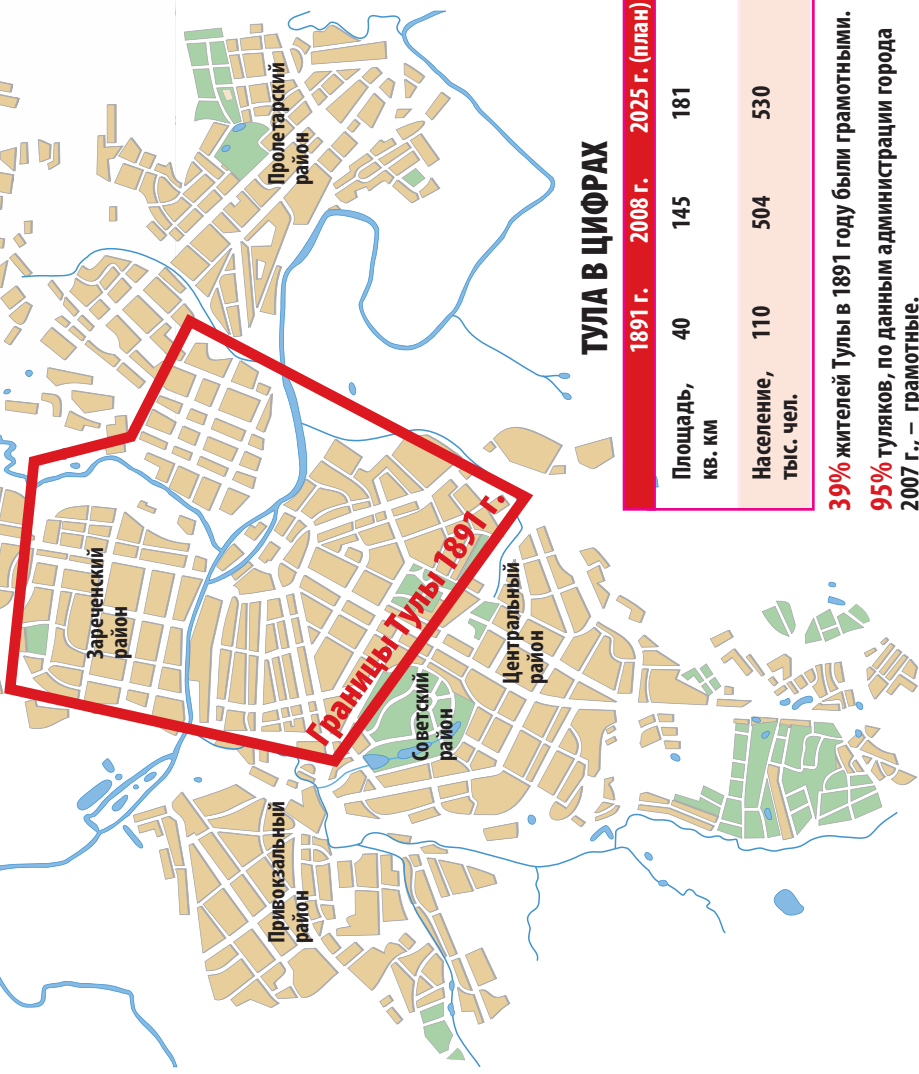 Зареченский
район
Пролетарский
район
Привокзальный
район
Советский
район
Центральный
район
Границы Тулы 1891 г.
ТУЛА В ЦИФРАХ
1891 г. 2008 г. 2025 г. (план)
Площадь,
кв. км 40 145 181
Население,
тыс. чел. 110 504 530
39% жителей Тулы в 1891 году были грамотными.
95% туляков, по данным администрации города
2007 г., – грамотные.